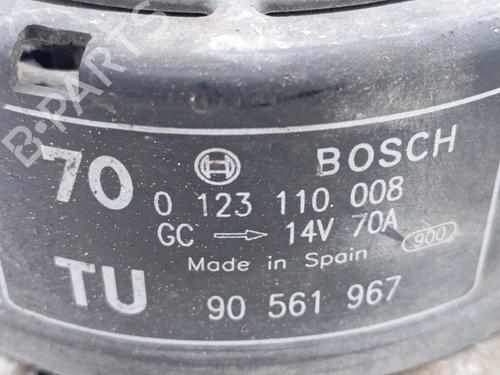 B-PARTS
70 BOSCH
0 123 110 008
GC → 14V 70A 900
Made in Spain
TU 90 561 967